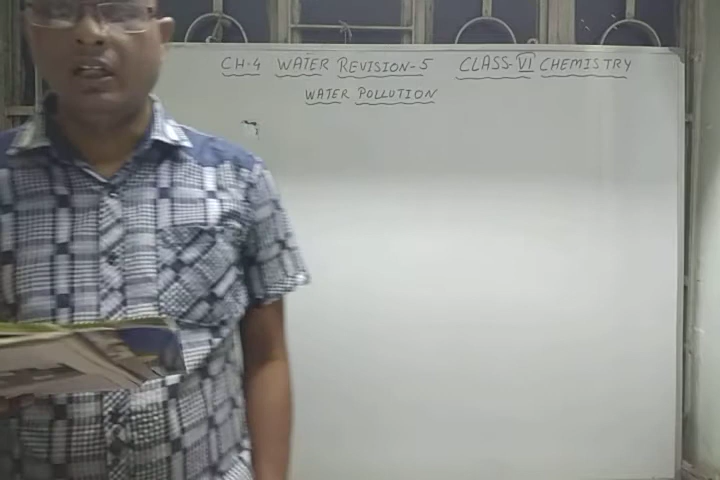 CH-4 WATER REVISION-5 CLASS-VI CHEMISTRY
WATER POLLUTION